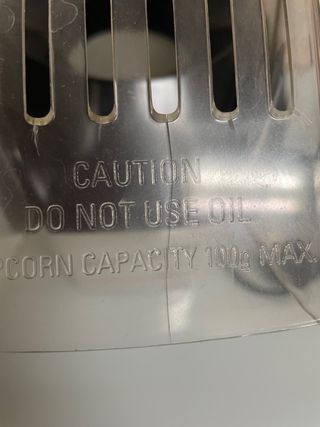 CAUTION
DO NOT USE OIL
PCORN CAPACITY 100g MAX.